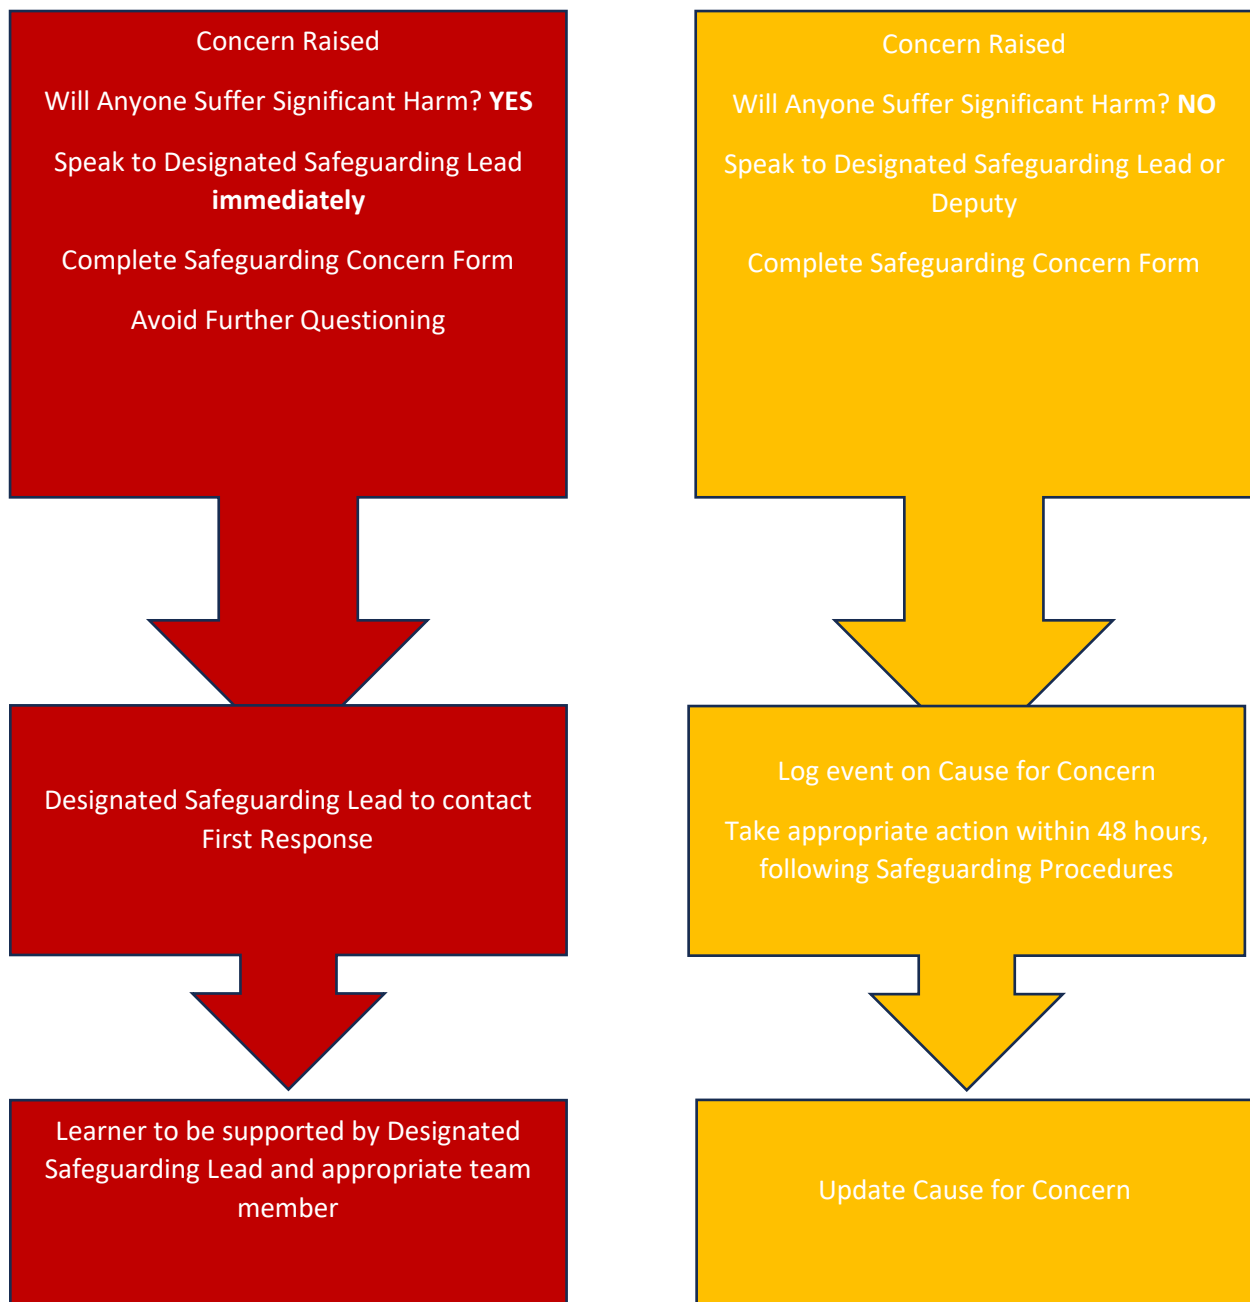 Concern Raised
Will Anyone Suffer Significant Harm? YES
Speak to Designated Safeguarding Lead
immediately
Complete Safeguarding Concern Form
Avoid Further Questioning
Designated Safeguarding Lead to contact
First Response
Learner to be supported by Designated
Safeguarding Lead and appropriate team
member
Concern Raised
Will Anyone Suffer Significant Harm? NO
Speak to Designated Safeguarding Lead or
Deputy
Complete Safeguarding Concern Form
Log event on Cause for Concern
Take appropriate action within 48 hours,
following Safeguarding Procedures
Update Cause for Concern